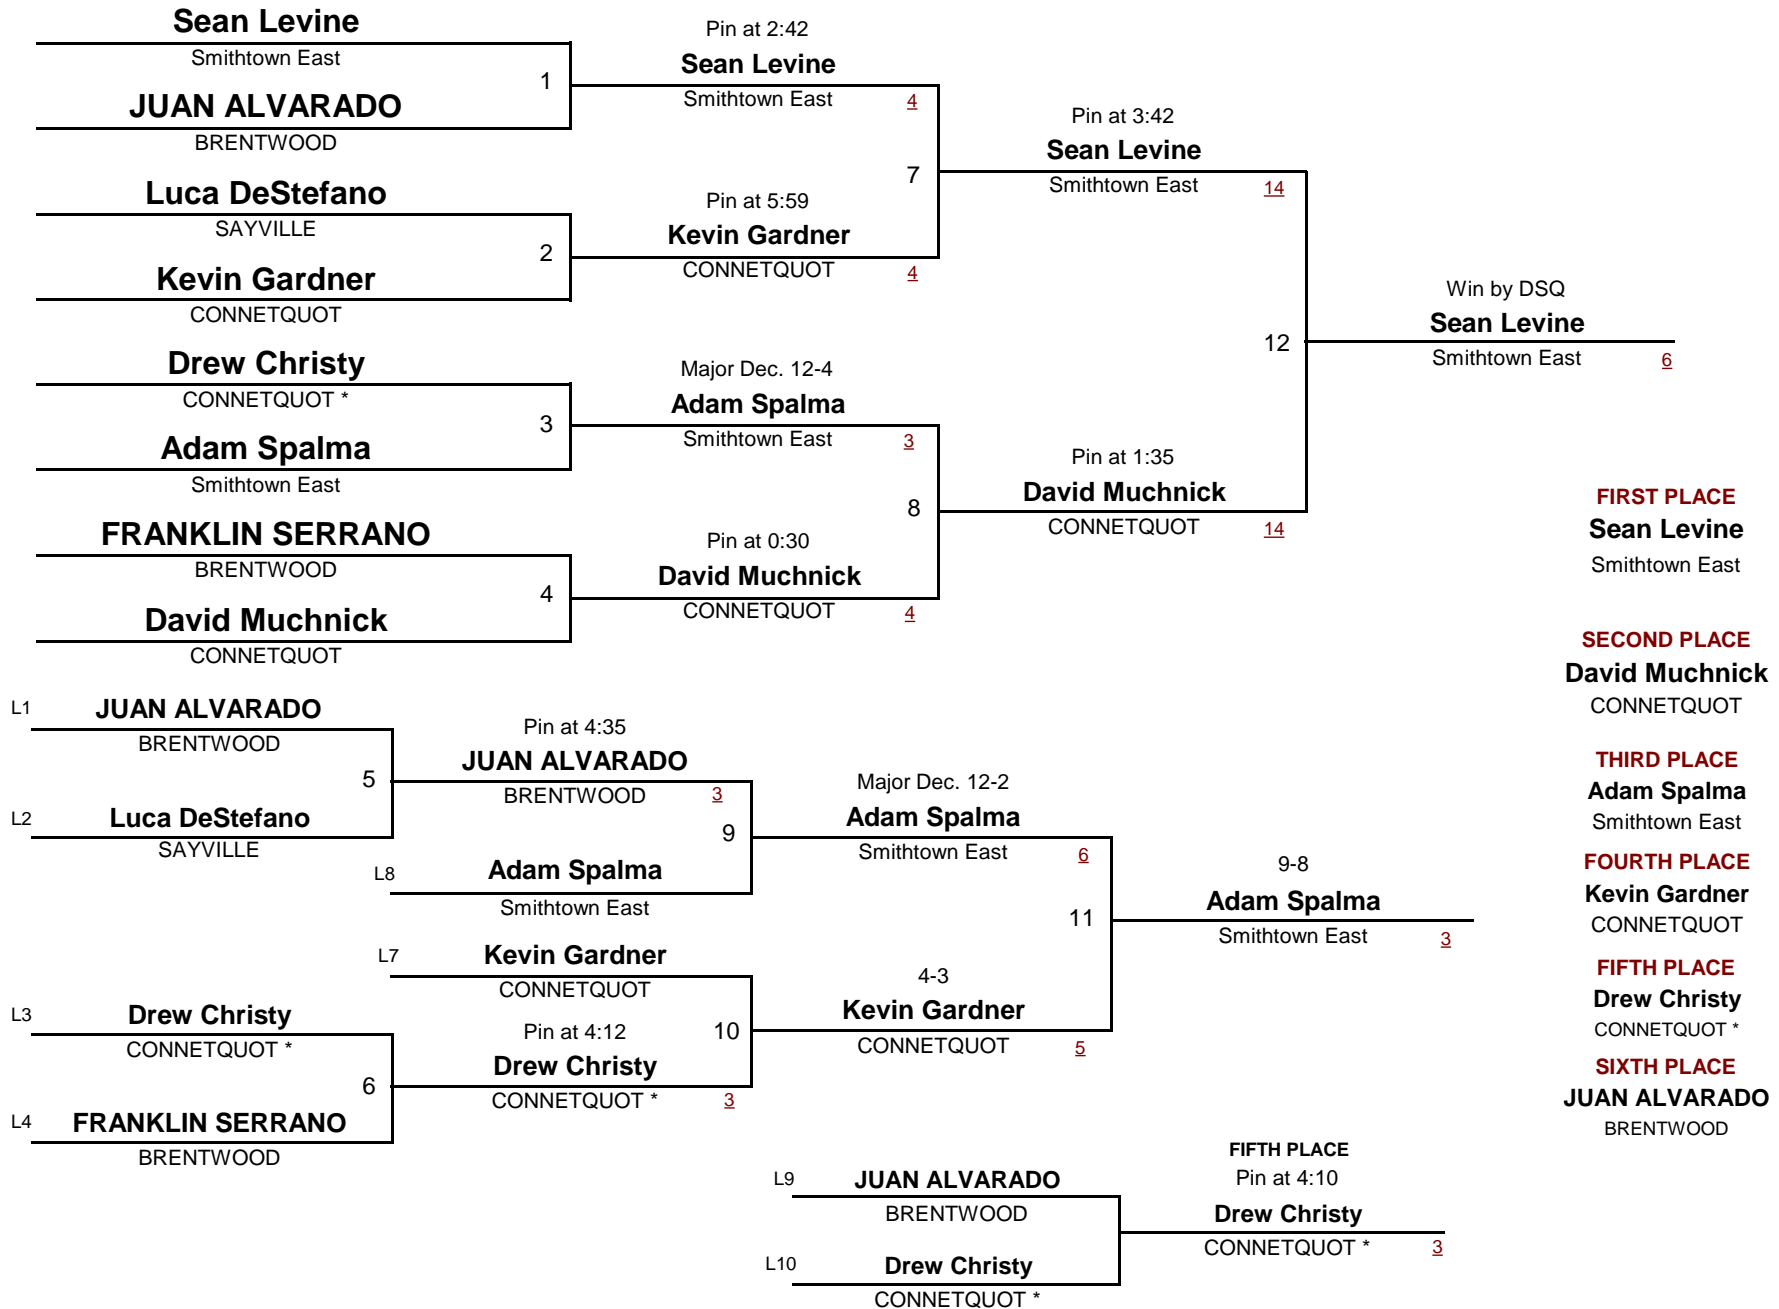 Sean Levine
Smithtown East
1
JUAN ALVARADO
BRENTWOOD
Luca DeStefano
SAYVILLE
2
Kevin Gardner
CONNETQUOT
Drew Christy
CONNETQUOT *
3
Adam Spalma
Smithtown East
FRANKLIN SERRANO
BRENTWOOD
4
David Muchnick
CONNETQUOT
Pin at 2:42
Sean Levine
Smithtown East 4
7
Pin at 5:59
Kevin Gardner
CONNETQUOT 4
Major Dec. 12-4
Adam Spalma
Smithtown East 3
8
Pin at 0:30
David Muchnick
CONNETQUOT 4
Pin at 3:42
Sean Levine
Smithtown East 14
12
Pin at 1:35
David Muchnick
CONNETQUOT 14
Win by DSQ
Sean Levine
Smithtown East 6
FIRST PLACE
Sean Levine
Smithtown East
SECOND PLACE
David Muchnick
CONNETQUOT
THIRD PLACE
Adam Spalma
Smithtown East
FOURTH PLACE
Kevin Gardner
CONNETQUOT
FIFTH PLACE
Drew Christy
CONNETQUOT *
SIXTH PLACE
JUAN ALVARADO
BRENTWOOD
L1 JUAN ALVARADO
BRENTWOOD
5
L2 Luca DeStefano
SAYVILLE
L3 Drew Christy
CONNETQUOT *
6
L4 FRANKLIN SERRANO
BRENTWOOD
Pin at 4:35
JUAN ALVARADO
BRENTWOOD 3
9
L8 Adam Spalma
Smithtown East
L7 Kevin Gardner
CONNETQUOT
Pin at 4:12 10
Drew Christy
CONNETQUOT * 3
Major Dec. 12-2
Adam Spalma
Smithtown East 6
11
4-3
Kevin Gardner
CONNETQUOT 5
9-8
Adam Spalma
Smithtown East 3
L9 JUAN ALVARADO
BRENTWOOD
L10 Drew Christy
CONNETQUOT *
FIFTH PLACE
Pin at 4:10
Drew Christy
CONNETQUOT * 3